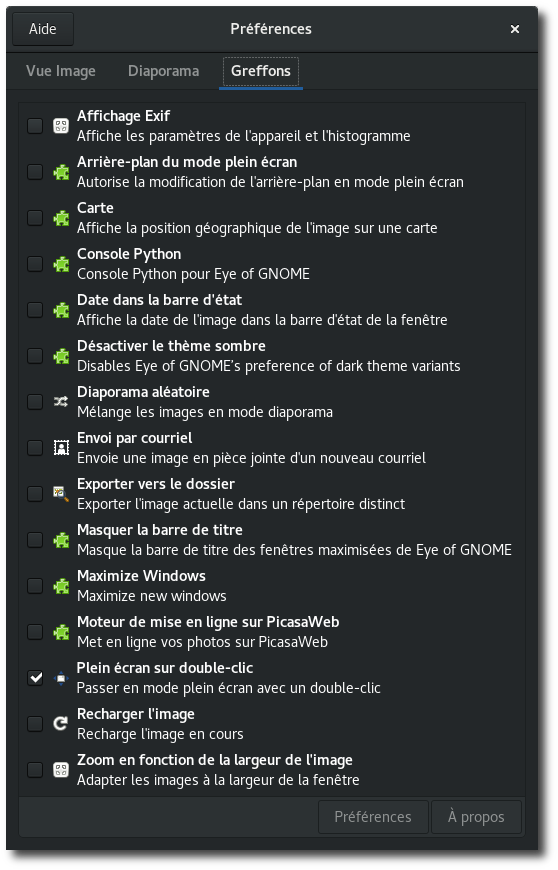 Aide
Préférences
Vue Image
Diaporama
Greffons
Affichage Exif
Affiche les paramètres de l'appareil et l'histogramme
Arrière-plan du mode plein écran
Autorise la modification de l'arrière-plan en mode plein écran
Carte
Affiche la position géographique de l'image sur une carte
Console Python
Console Python pour Eye of GNOME
Date dans la barre d'état
Affiche la date de l'image dans la barre d'état de la fenêtre
Désactiver le thème sombre
Disables Eye of GNOME's preference of dark theme variants
Diaporama aléatoire
Mélange les images en mode diaporama
Envoi par courriel
Envoie une image en pièce jointe d'un nouveau courriel
Exporter vers le dossier
Exporter l'image actuelle dans un répertoire distinct
Masquer la barre de titre
Masque la barre de titre des fenêtres maximisées de Eye of GNOME
Maximize Windows
Maximize new windows
Moteur de mise en ligne sur PicasaWeb
Met en ligne vos photos sur PicasaWeb
Plein écran sur double-clic
Passer en mode plein écran avec un double-clic
Recharger l'image
Recharge l'image en cours
Zoom en fonction de la largeur de l'image
Adapter les images à la largeur de la fenêtre
Préférences
À propos